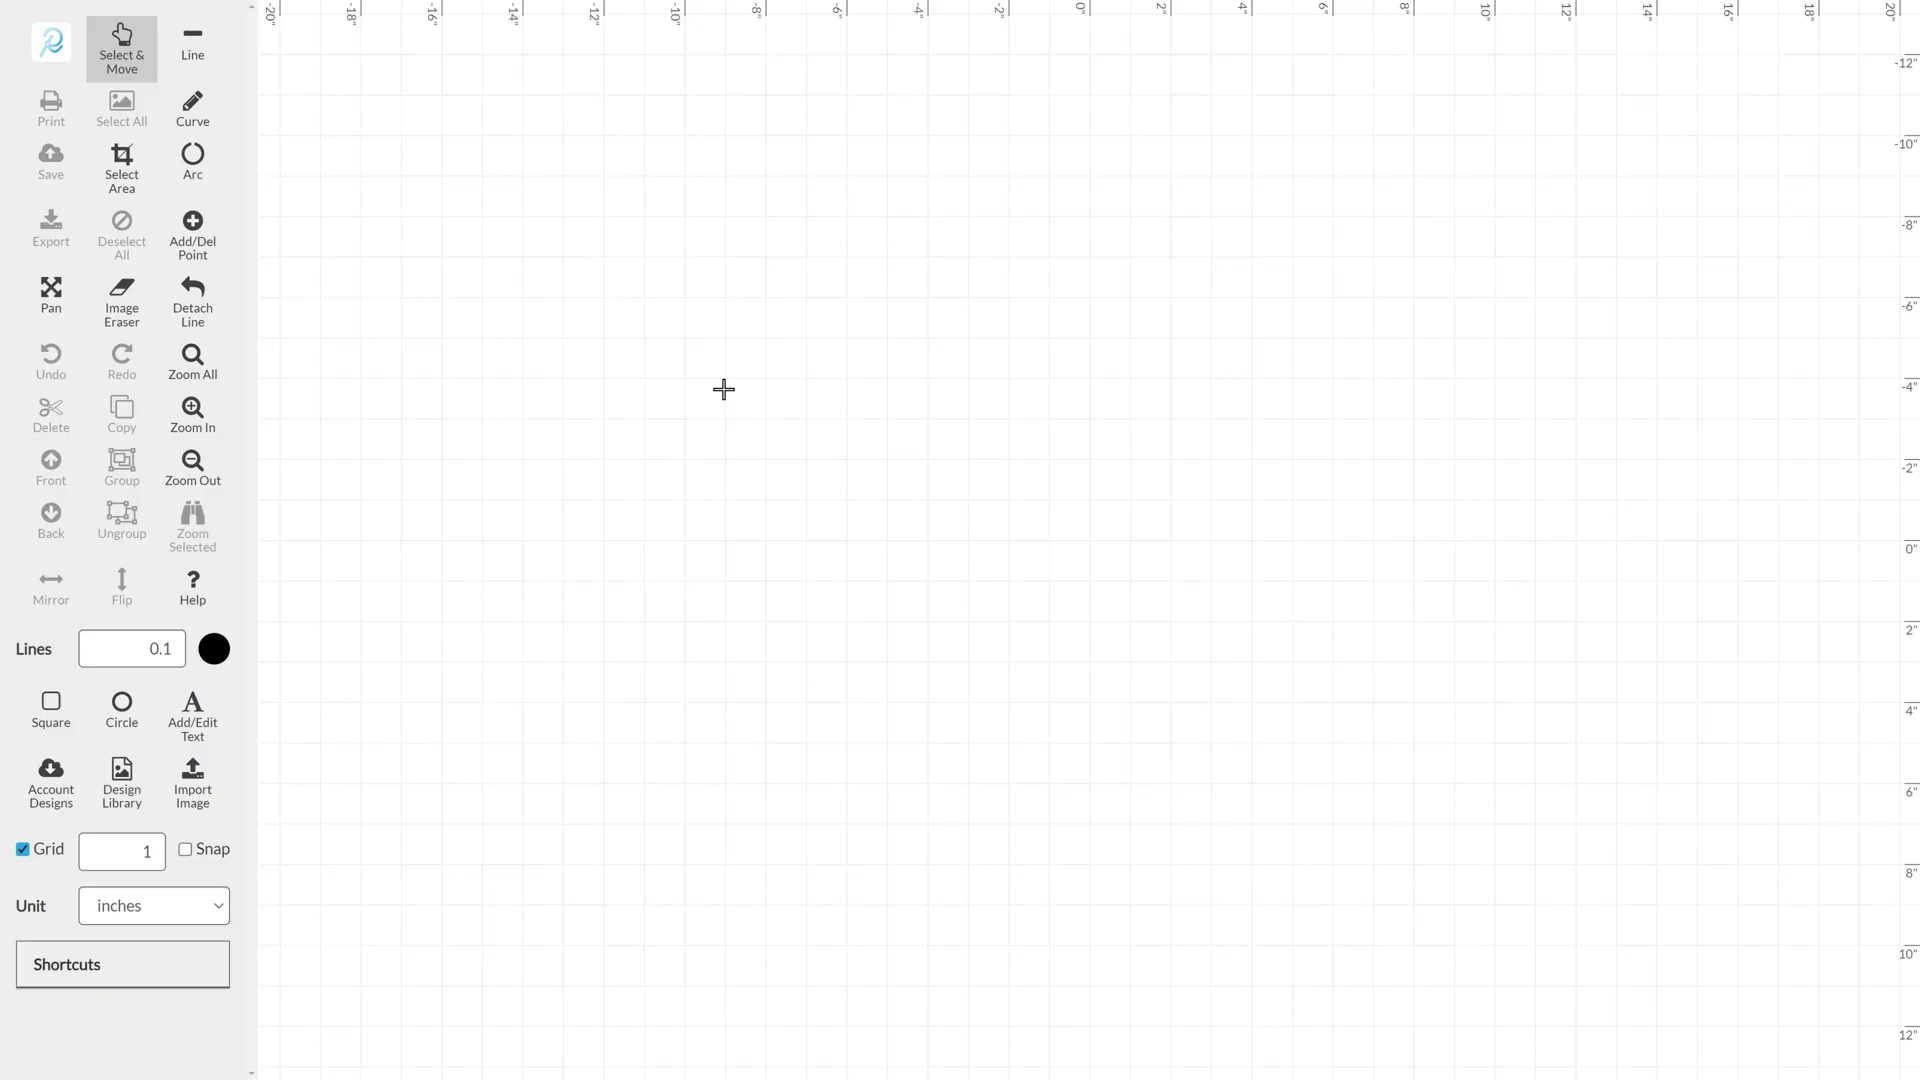 -20"
-18"
-16"
-14"
-12"
-10"
-8"
-6"
-4"
-2"
0"
2"
4"
6"
8"
10"
12"
14"
16"
18"
20"
Select &
Move
Line
Print
Select All
Curve
Save
Select
Area
Arc
Export
Deselect
All
Add/Del
Point
Pan
Image
Eraser
Detach
Line
Undo
Redo
Zoom All
Delete
Copy
Zoom In
Front
Group
Zoom Out
Back
Ungroup
Zoom
Selected
Mirror
Flip
? 
Help
Lines
0.1
Square
Circle
A
Add/Edit
Text
Account
Designs
Design
Library
Import
Image
Grid
1
Snap
Unit
inches
Shortcuts
-12"
-10"
-8"
-6"
-4"
-2"
0"
2"
4"
6"
8"
10"
12"